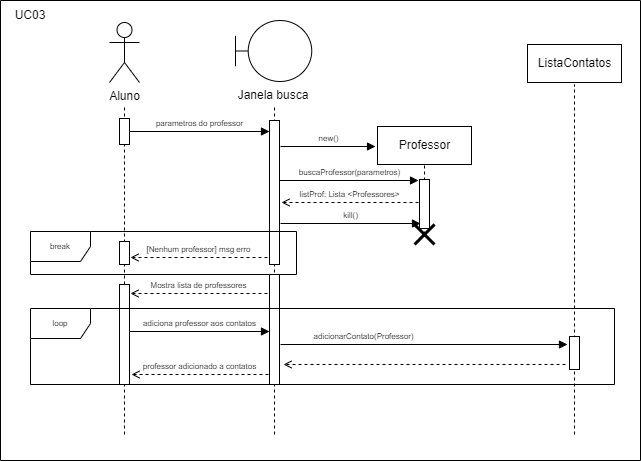 UC03
Aluno
Janela busca
ListaContatos
parametros do professor
new()
Professor
buscaProfessor(parametros)
listProf: Lista <Professores>
kill()
break
[Nenhum professor] msg erro
Mostra lista de professores
loop
adiciona professor aos contatos
adicionarContato(Professor)
professor adicionado a contatos